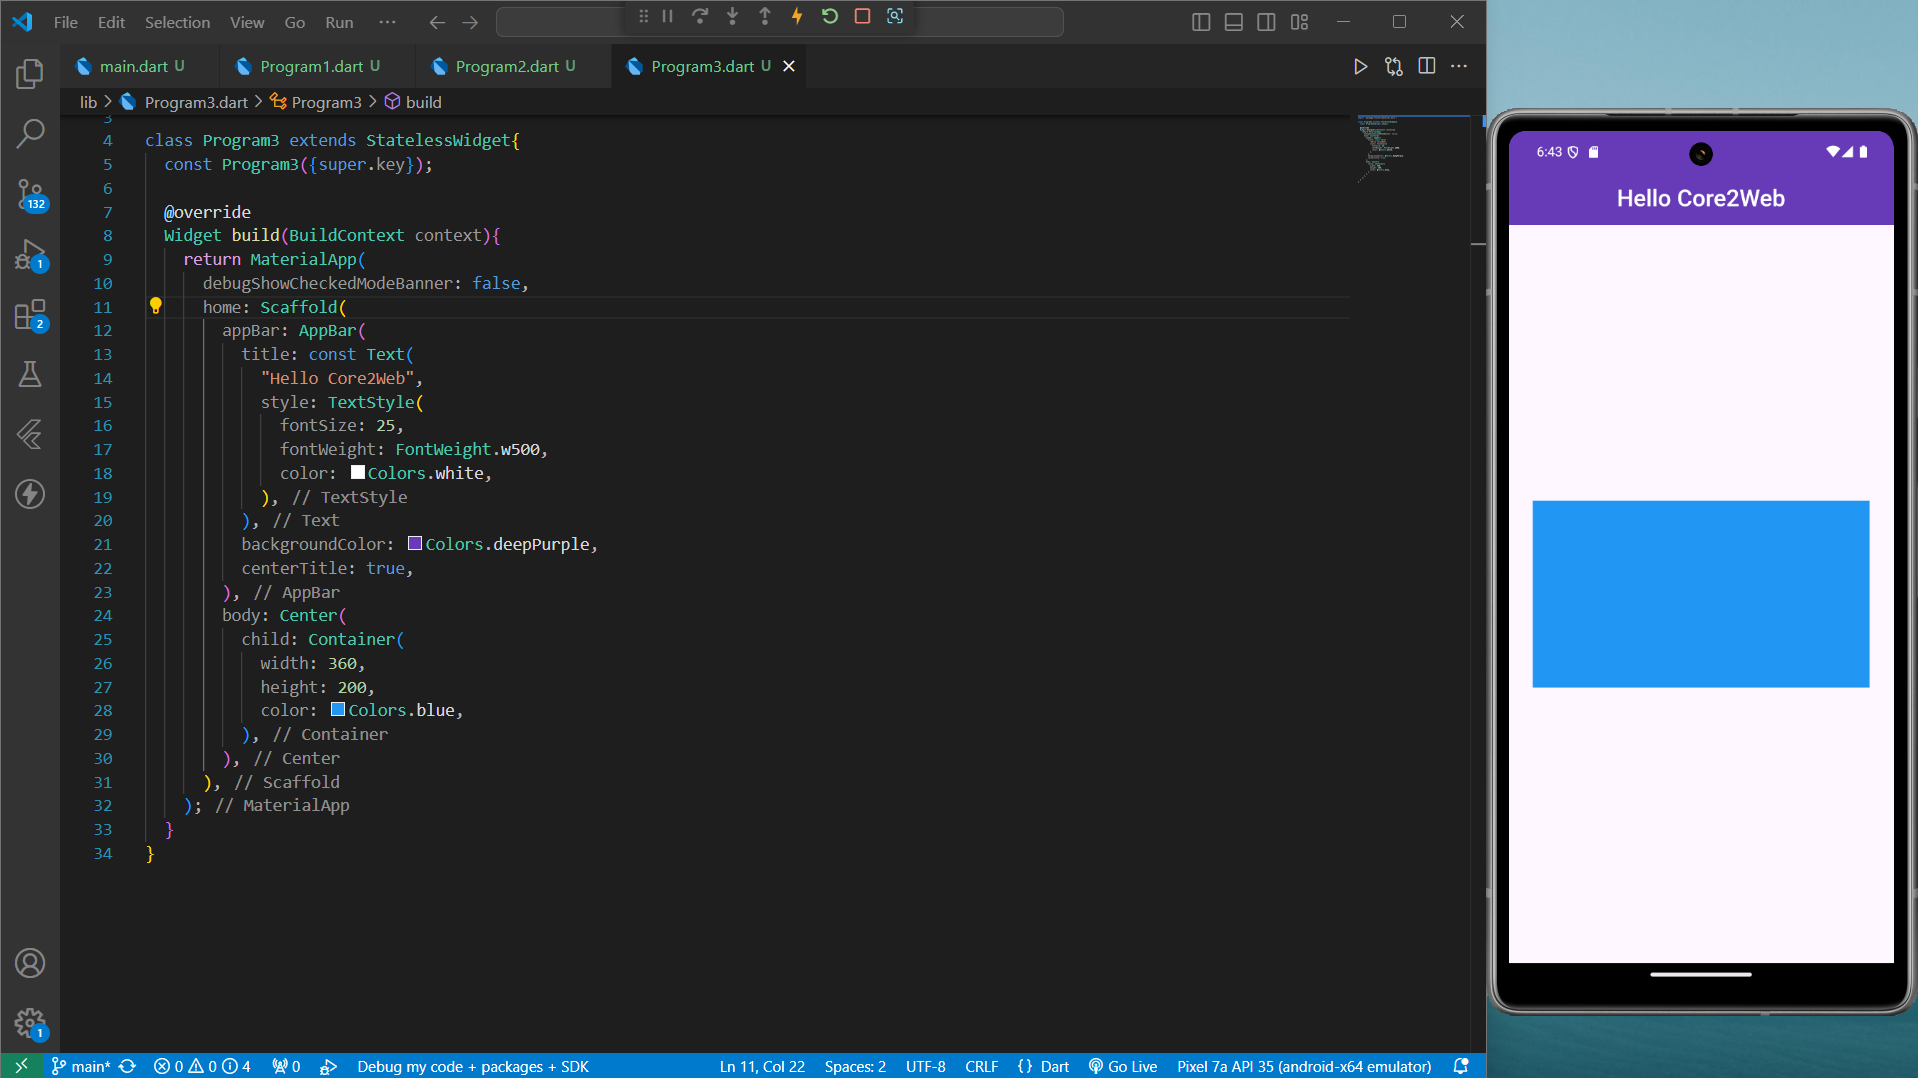 File Edit Selection View Go Run ···
main.dart U Program1.dart U Program2.dart U Program3.dart U
lib > Program3.dart > Program3 > build
3
4 class Program3 extends StatelessWidget{
5 const Program3({super.key});
6
7 @override
8 Widget build(BuildContext context){
9 return MaterialApp(
10 debugShowCheckedModeBanner: false,
11 home: Scaffold(
12 appBar: AppBar(
13 title: const Text(
14 "Hello Core2Web",
15 style: TextStyle(
16 fontSize: 25,
17 fontWeight: FontWeight.w500,
18 color: Colors.white,
19 ), // TextStyle
20 ), // Text
21 backgroundColor: Colors.deepPurple,
22 centerTitle: true,
23 ), // AppBar
24 body: Center(
25 child: Container(
26 width: 360,
27 height: 200,
28 color: Colors.blue,
29 ), // Container
30 ), // Center
31 ), // Scaffold
32 ); // MaterialApp
33 }
34 }
132
1
2
1
main* 0 0 4 0 Debug my code + packages + SDK Ln 11, Col 22 Spaces: 2 UTF-8 CRLF {} Dart Go Live Pixel 7a API 35 (android-x64 emulator)
6:43
Hello Core2Web